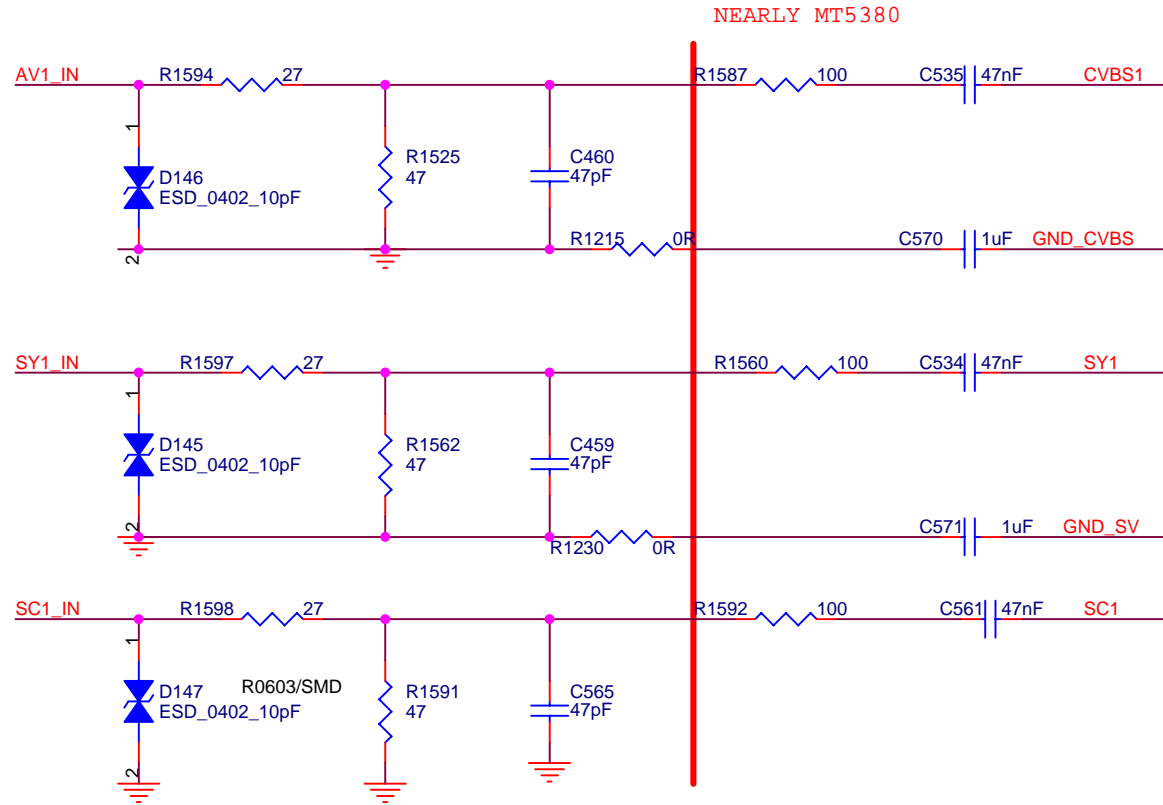 NEARLY MT5380
AV1_IN
R1594
27
R1587
100
C535
47nF
CVBS1
1
D146
ESD_0402_10pF
2
R1525
47
C460
47pF
R1215
0R
C570
1uF
GND_CVBS
SY1_IN
R1597
27
R1560
100
C534
47nF
SY1
1
D145
ESD_0402_10pF
2
R1562
47
C459
47pF
R1230
0R
C571
1uF
GND_SV
SC1_IN
R1598
27
R1592
100
C561
47nF
SC1
1
D147
ESD_0402_10pF
2
R0603/SMD
R1591
47
C565
47pF